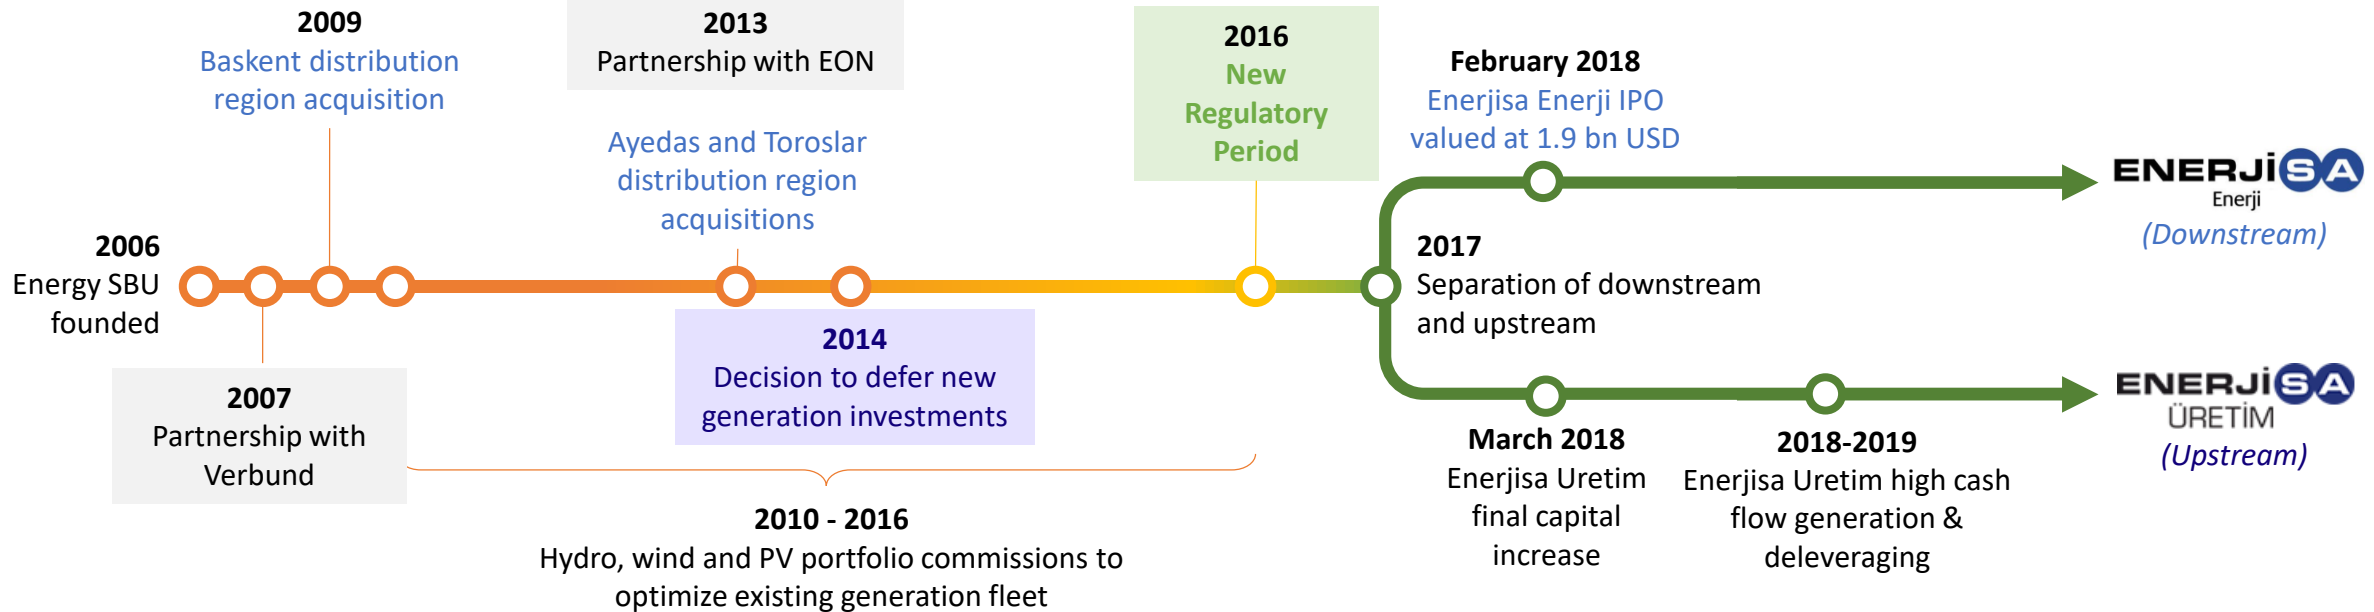 2009
Baskent distribution
region acquisition
2013
Partnership with EON
Ayedas and Toroslar
distribution region
acquisitions
2016
New
Regulatory
Period
February 2018
Enerjisa Enerji IPO
valued at 1.9 bn USD
ENERJİSA
Enerji
(Downstream)
2006
Energy SBU
founded
2017
Separation of downstream
and upstream
2007
Partnership with
Verbund
2014
Decision to defer new
generation investments
2010 - 2016
Hydro, wind and PV portfolio commissions to
optimize existing generation fleet
March 2018
Enerjisa Uretim
final capital
increase
2018-2019
Enerjisa Uretim high cash
flow generation &
deleveraging
ENERJİSA
ÜRETİM
(Upstream)